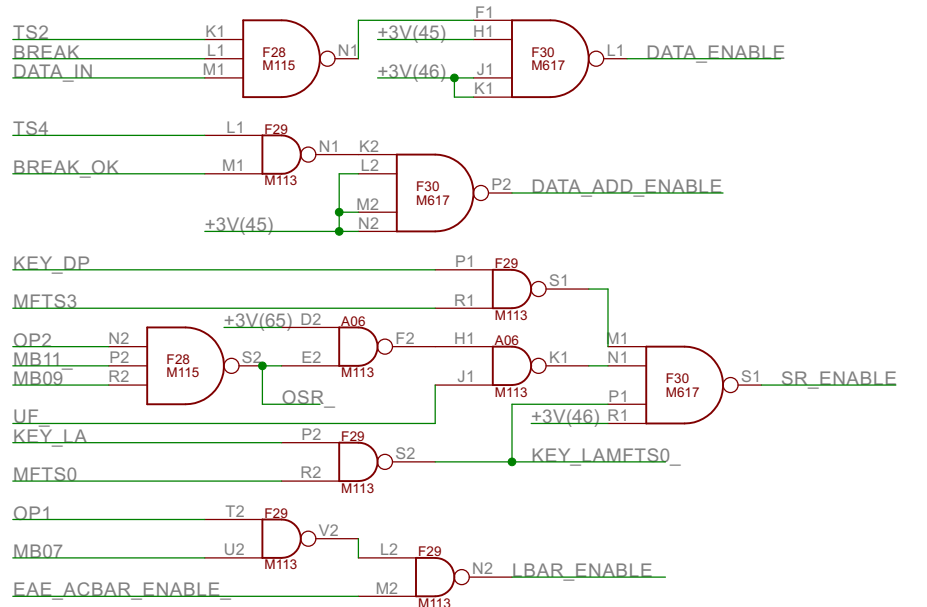 F1
TS2 K1 F28 M115 N1 +3V(45) H1 F30 M617 L1 DATA_ENABLE
BREAK L1
DATA_IN M1 +3V(46) J1
K1
TS4 L1 F29 N1 K2
BREAK_OK M1 M113 L2 F30 M617 P2 DATA_ADD_ENABLE
M2
+3V(45) N2
KEY_DP P1 F29 S1
MFTS3 R1 M113
+3V(65) D2 A06 F2 H1 A06 K1 M1
OP2 N2 F28 M115 S2 E2 M113 N1
MB11_ P2
MB09 R2 J1 M113 F30 M617 S1 SR_ENABLE
OSR_ P1
UF_ +3V(46) R1
KEY_LA P2 F29 S2 KEY_LAMFTS0_
MFTS0 R2 M113
OP1 T2 F29 V2
MB07 U2 M113 L2 F29 N2 LBAR_ENABLE
EAE_ACBAR_ENABLE_ M2 M113